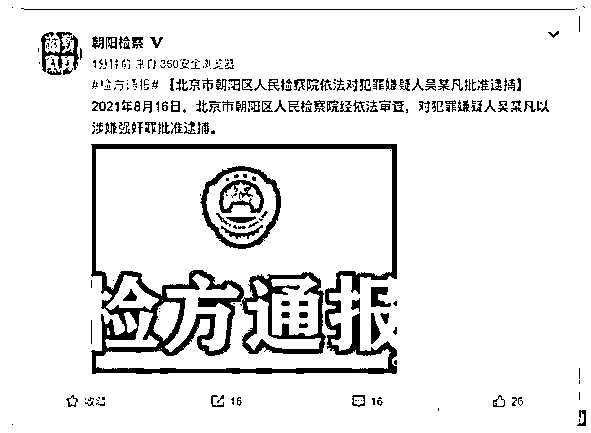 朝阳检察 V
1分钟前 来自 360安全浏览器
#检方通报# 【北京市朝阳区人民检察院依法对犯罪嫌疑人吴某凡批准逮捕】
2021年8月16日，北京市朝阳区人民检察院经依法审查，对犯罪嫌疑人吴某凡以
涉嫌强奸罪批准逮捕。
检方通报
收藏 16 16 26